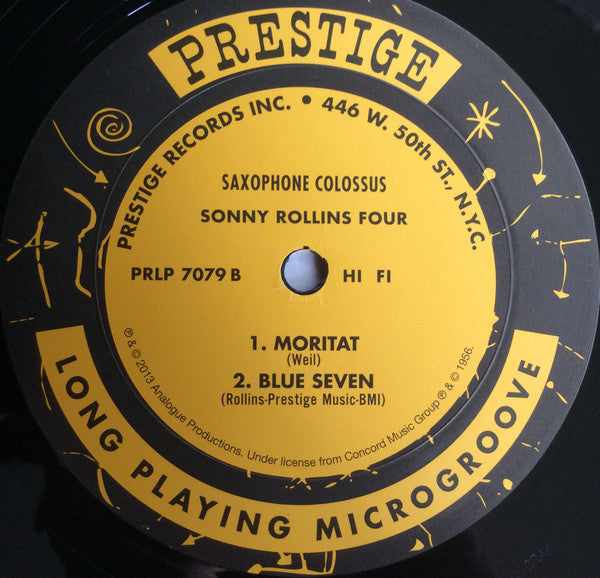 PRESTIGE
PRESTIGE RECORDS INC. • 446 W. 50th ST., N.Y.C.
SAXOPHONE COLOSSUS
SONNY ROLLINS FOUR
PRLP 7079 B HI FI
1. MORITAT
(Weil)
2. BLUE SEVEN
(Rollins-Prestige Music-BMI)
℗ & © 2013 Analogue Productions. Under license from Concord Music Group ℗ & © 1956.
LONG PLAYING MICROGROOVE